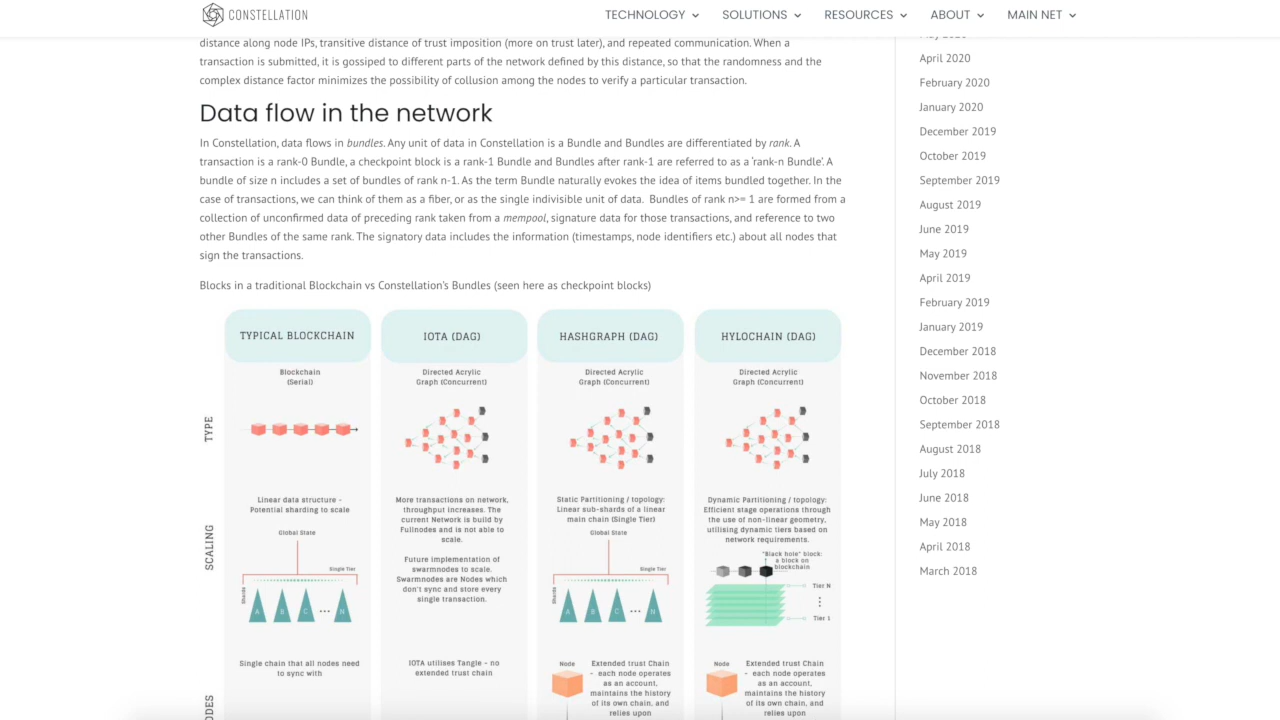 CONSTELLATION
TECHNOLOGY
SOLUTIONS
RESOURCES
ABOUT
MAIN NET
distance along node IPs, transitive distance of trust imposition (more on trust later), and repeated communication. When a
transaction is submitted, it is gossiped to different parts of the network defined by this distance, so that the randomness and the
complex distance factor minimizes the possibility of collusion among the nodes to verify a particular transaction.
Data flow in the network
In Constellation, data flows in bundles. Any unit of data in Constellation is a Bundle and Bundles are differentiated by rank. A
transaction is a rank-0 Bundle, a checkpoint block is a rank-1 Bundle and Bundles after rank-1 are referred to as a 'rank-n Bundle'. A
bundle of size n includes a set of bundles of rank n-1. As the term Bundle naturally evokes the idea of items bundled together. In the
case of transactions, we can think of them as a fiber, or as the single indivisible unit of data. Bundles of rank n>= 1 are formed from a
collection of unconfirmed data of preceding rank taken from a mempool, signature data for those transactions, and reference to two
other Bundles of the same rank. The signatory data includes the information (timestamps, node identifiers etc.) about all nodes that
sign the transactions.
Blocks in a traditional Blockchain vs Constellation's Bundles (seen here as checkpoint blocks)
TYPICAL BLOCKCHAIN
IOTA (DAG)
HASHGRAPH (DAG)
HYLOCHAIN (DAG)
TYPE
Blockchain
(Serial)
Directed Acrylic
Graph (Concurrent)
Directed Acrylic
Graph (Concurrent)
Directed Acrylic
Graph (Concurrent)
SCALING
Linear data structure -
Potential sharding to scale
Global State
Single Tier
Shards
A B C ... N
More transactions on network,
throughput increases. The
current Network is build by
Fullnodes and is not able to
scale.
Future implementation of
swarmnodes to scale.
Swarmnodes are Nodes which
don't sync and store every
single transaction.
Static Partitioning / topology:
Linear sub-shards of a linear
main chain (Single Tier)
Global State
Single Tier
Shards
A B C ... N
Dynamic Partitioning / topology:
Efficient stage operations through
the use of non-linear geometry,
utilising dynamic tiers based on
network requirements.
"Black hole" block:
a block on
blockchain
Tier N
Tier 1
Single chain that all nodes need
to sync with
IOTA utilises Tangle - no
extended trust chain
Node
Extended trust Chain
- each node operates
as an account,
maintains the history
of its own chain, and
relies upon
Node
Extended trust Chain
- each node operates
as an account,
maintains the history
of its own chain, and
relies upon
April 2020
February 2020
January 2020
December 2019
October 2019
September 2019
August 2019
June 2019
May 2019
April 2019
February 2019
January 2019
December 2018
November 2018
October 2018
September 2018
August 2018
July 2018
June 2018
May 2018
April 2018
March 2018